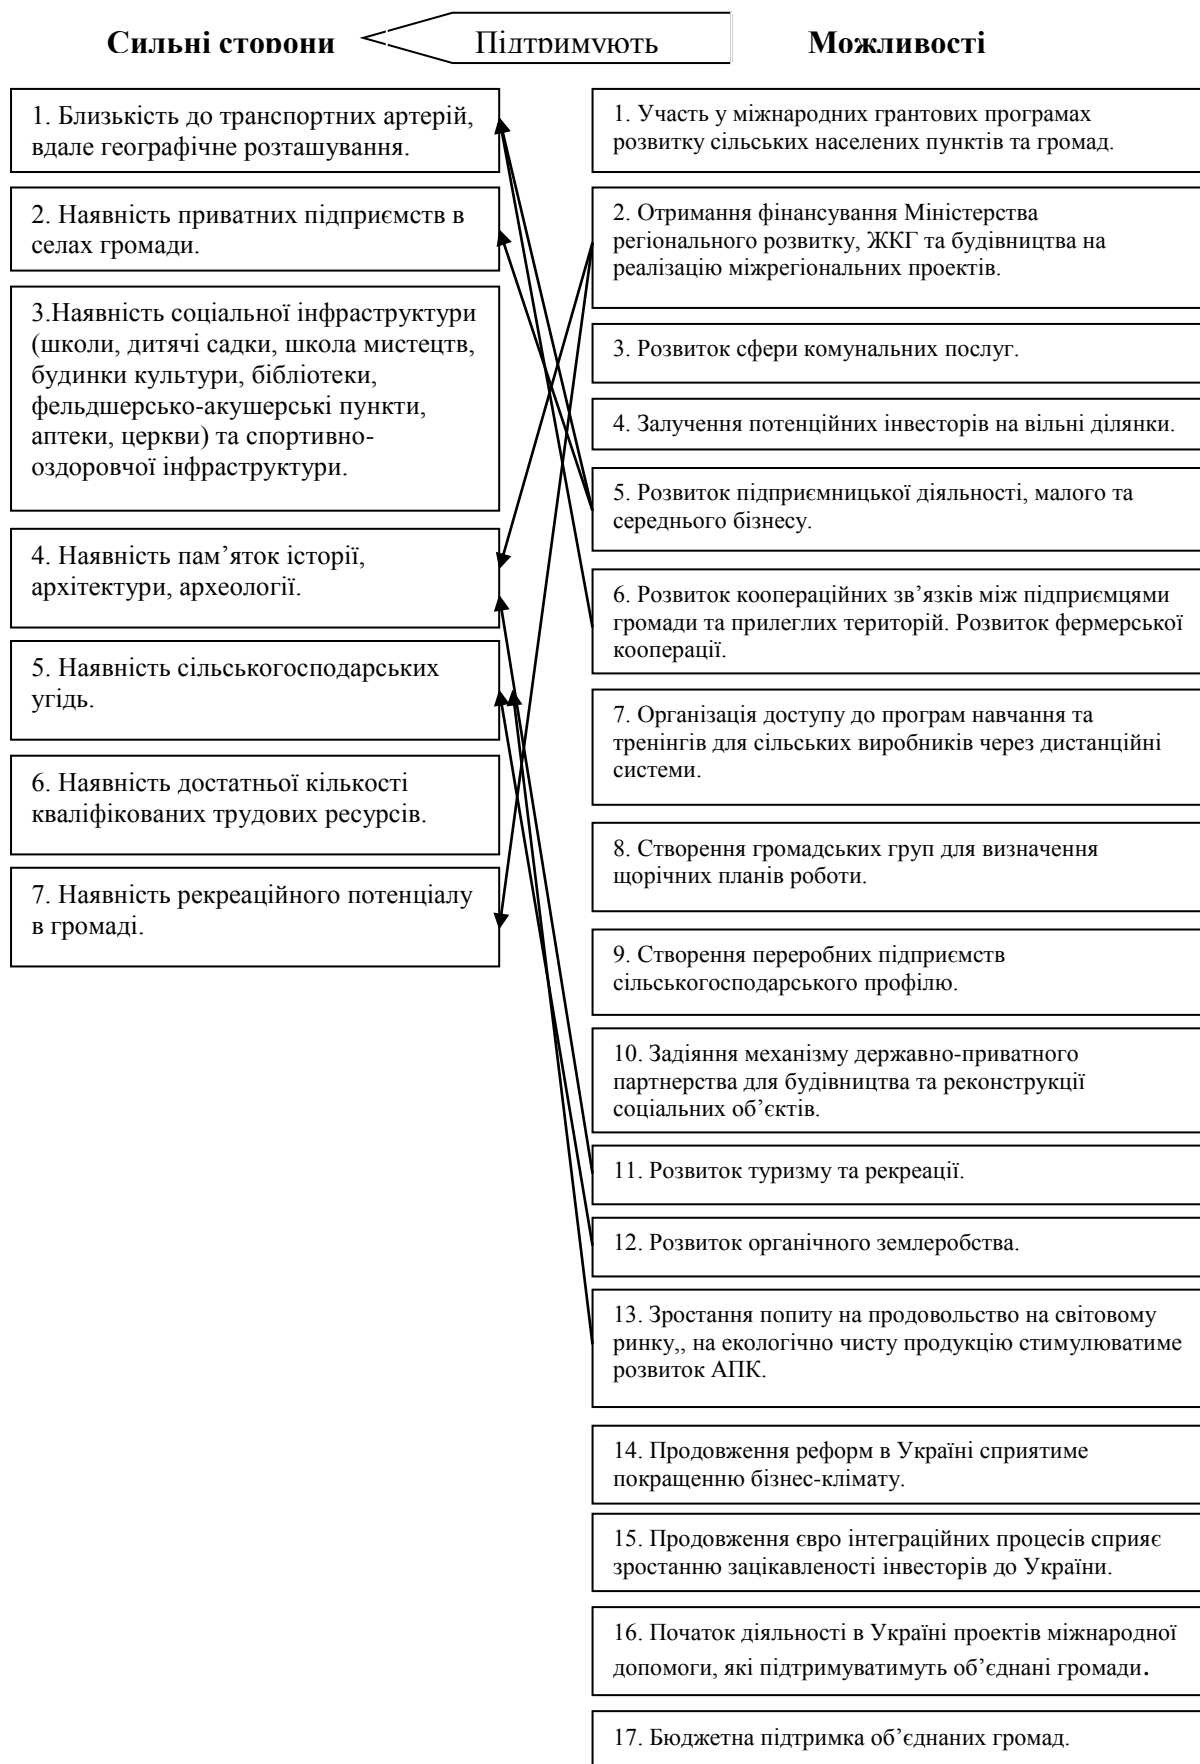 Сильні сторони
Підтримують
Можливості
1. Близькість до транспортних артерій,
вдале географічне розташування.
2. Наявність приватних підприємств в
селах громади.
3.Наявність соціальної інфраструктури
(школи, дитячі садки, школа мистецтв,
будинки культури, бібліотеки,
фельдшерсько-акушерські пункти,
аптеки, церкви) та спортивно-
оздоровчої інфраструктури.
4. Наявність пам’яток історії,
архітектури, археології.
5. Наявність сільськогосподарських
угідь.
6. Наявність достатньої кількості
кваліфікованих трудових ресурсів.
7. Наявність рекреаційного потенціалу
в громаді.
1. Участь у міжнародних грантових програмах
розвитку сільських населених пунктів та громад.
2. Отримання фінансування Міністерства
регіонального розвитку, ЖКГ та будівництва на
реалізацію міжрегіональних проектів.
3. Розвиток сфери комунальних послуг.
4. Залучення потенційних інвесторів на вільні ділянки.
5. Розвиток підприємницької діяльності, малого та
середнього бізнесу.
6. Розвиток коопераційних зв’язків між підприємцями
громади та прилеглих територій. Розвиток фермерської
кооперації.
7. Організація доступу до програм навчання та
тренінгів для сільських виробників через дистанційні
системи.
8. Створення громадських груп для визначення
щорічних планів роботи.
9. Створення переробних підприємств
сільськогосподарського профілю.
10. Задіяння механізму державно-приватного
партнерства для будівництва та реконструкції
соціальних об’єктів.
11. Розвиток туризму та рекреації.
12. Розвиток органічного землеробства.
13. Зростання попиту на продовольство на світовому
ринку,, на екологічно чисту продукцію стимулюватиме
розвиток АПК.
14. Продовження реформ в Україні сприятиме
покращенню бізнес-клімату.
15. Продовження євро інтеграційних процесів сприяє
зростанню зацікавленості інвесторів до України.
16. Початок діяльності в Україні проектів міжнародної
допомоги, які підтримуватимуть об’єднані громади.
17. Бюджетна підтримка об’єднаних громад.